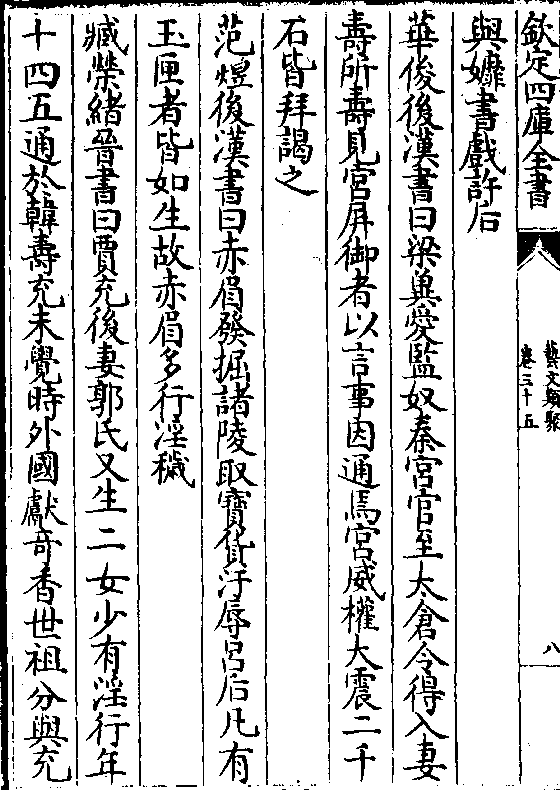 欽定四庫全書
藝文類聚
卷三十五
八
與孊書戲許后
華俊後漢書曰梁兾愛監奴秦宮官至太倉令得入妻
壽所壽見宮屏御者以言事因通焉宮威權大震二千
石皆拜謁之
范煜後漢書曰赤眉發掘諸陵取寶貨汙辱呂后凡有
玉匣者皆如生故赤眉多行淫穢
臧榮緒晉書曰賈充後妻郭氏又生二女少有淫行年
十四五通於韓壽充未覺時外國獻奇香世祖分與充